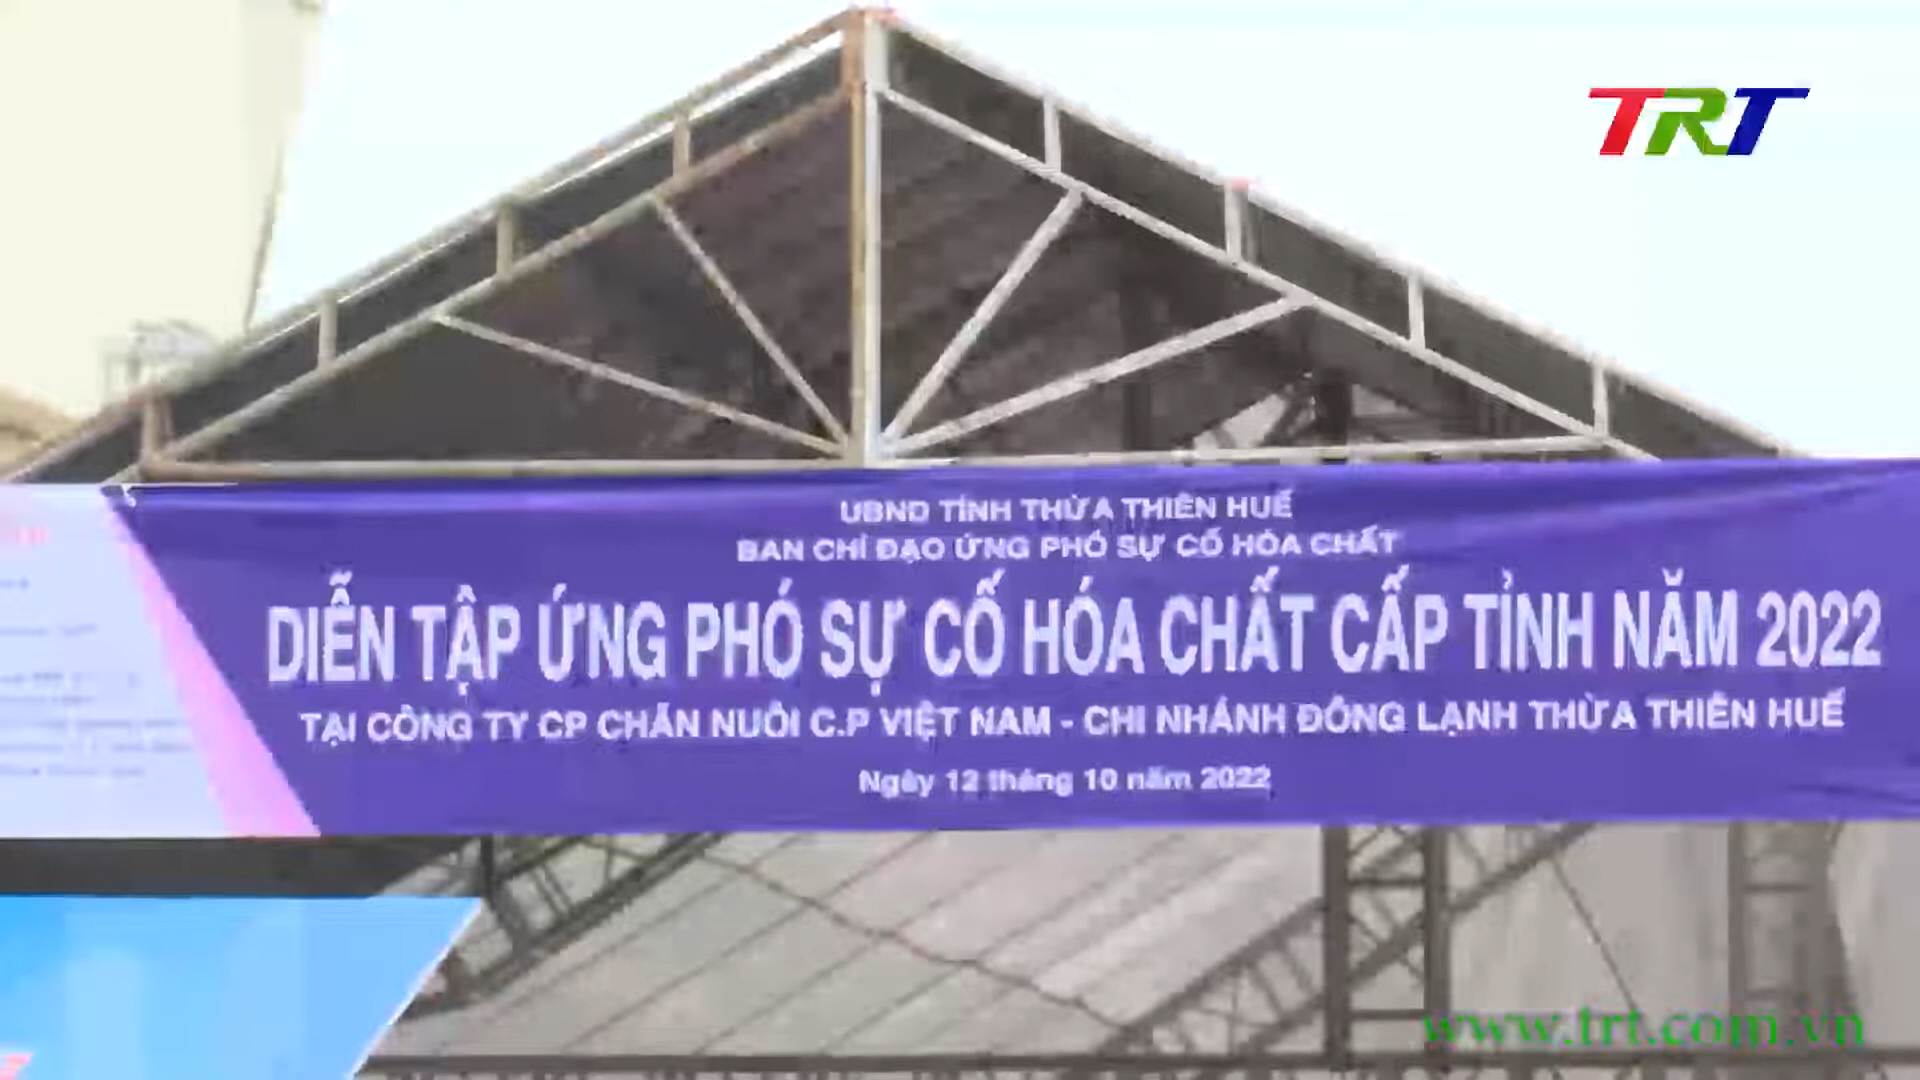 TRT
UBND TỈNH THỪA THIÊN HUẾ
BAN CHỈ ĐẠO ỨNG PHÓ SỰ CỐ HÓA CHẤT
DIỄN TẬP ỨNG PHÓ SỰ CỐ HÓA CHẤT CẤP TỈNH NĂM 2022
TẠI CÔNG TY CP CHĂN NUÔI C.P VIỆT NAM - CHI NHÁNH ĐÔNG LẠNH THỪA THIÊN HUẾ
Ngày 12 tháng 10 năm 2022
www.trt.com.vn